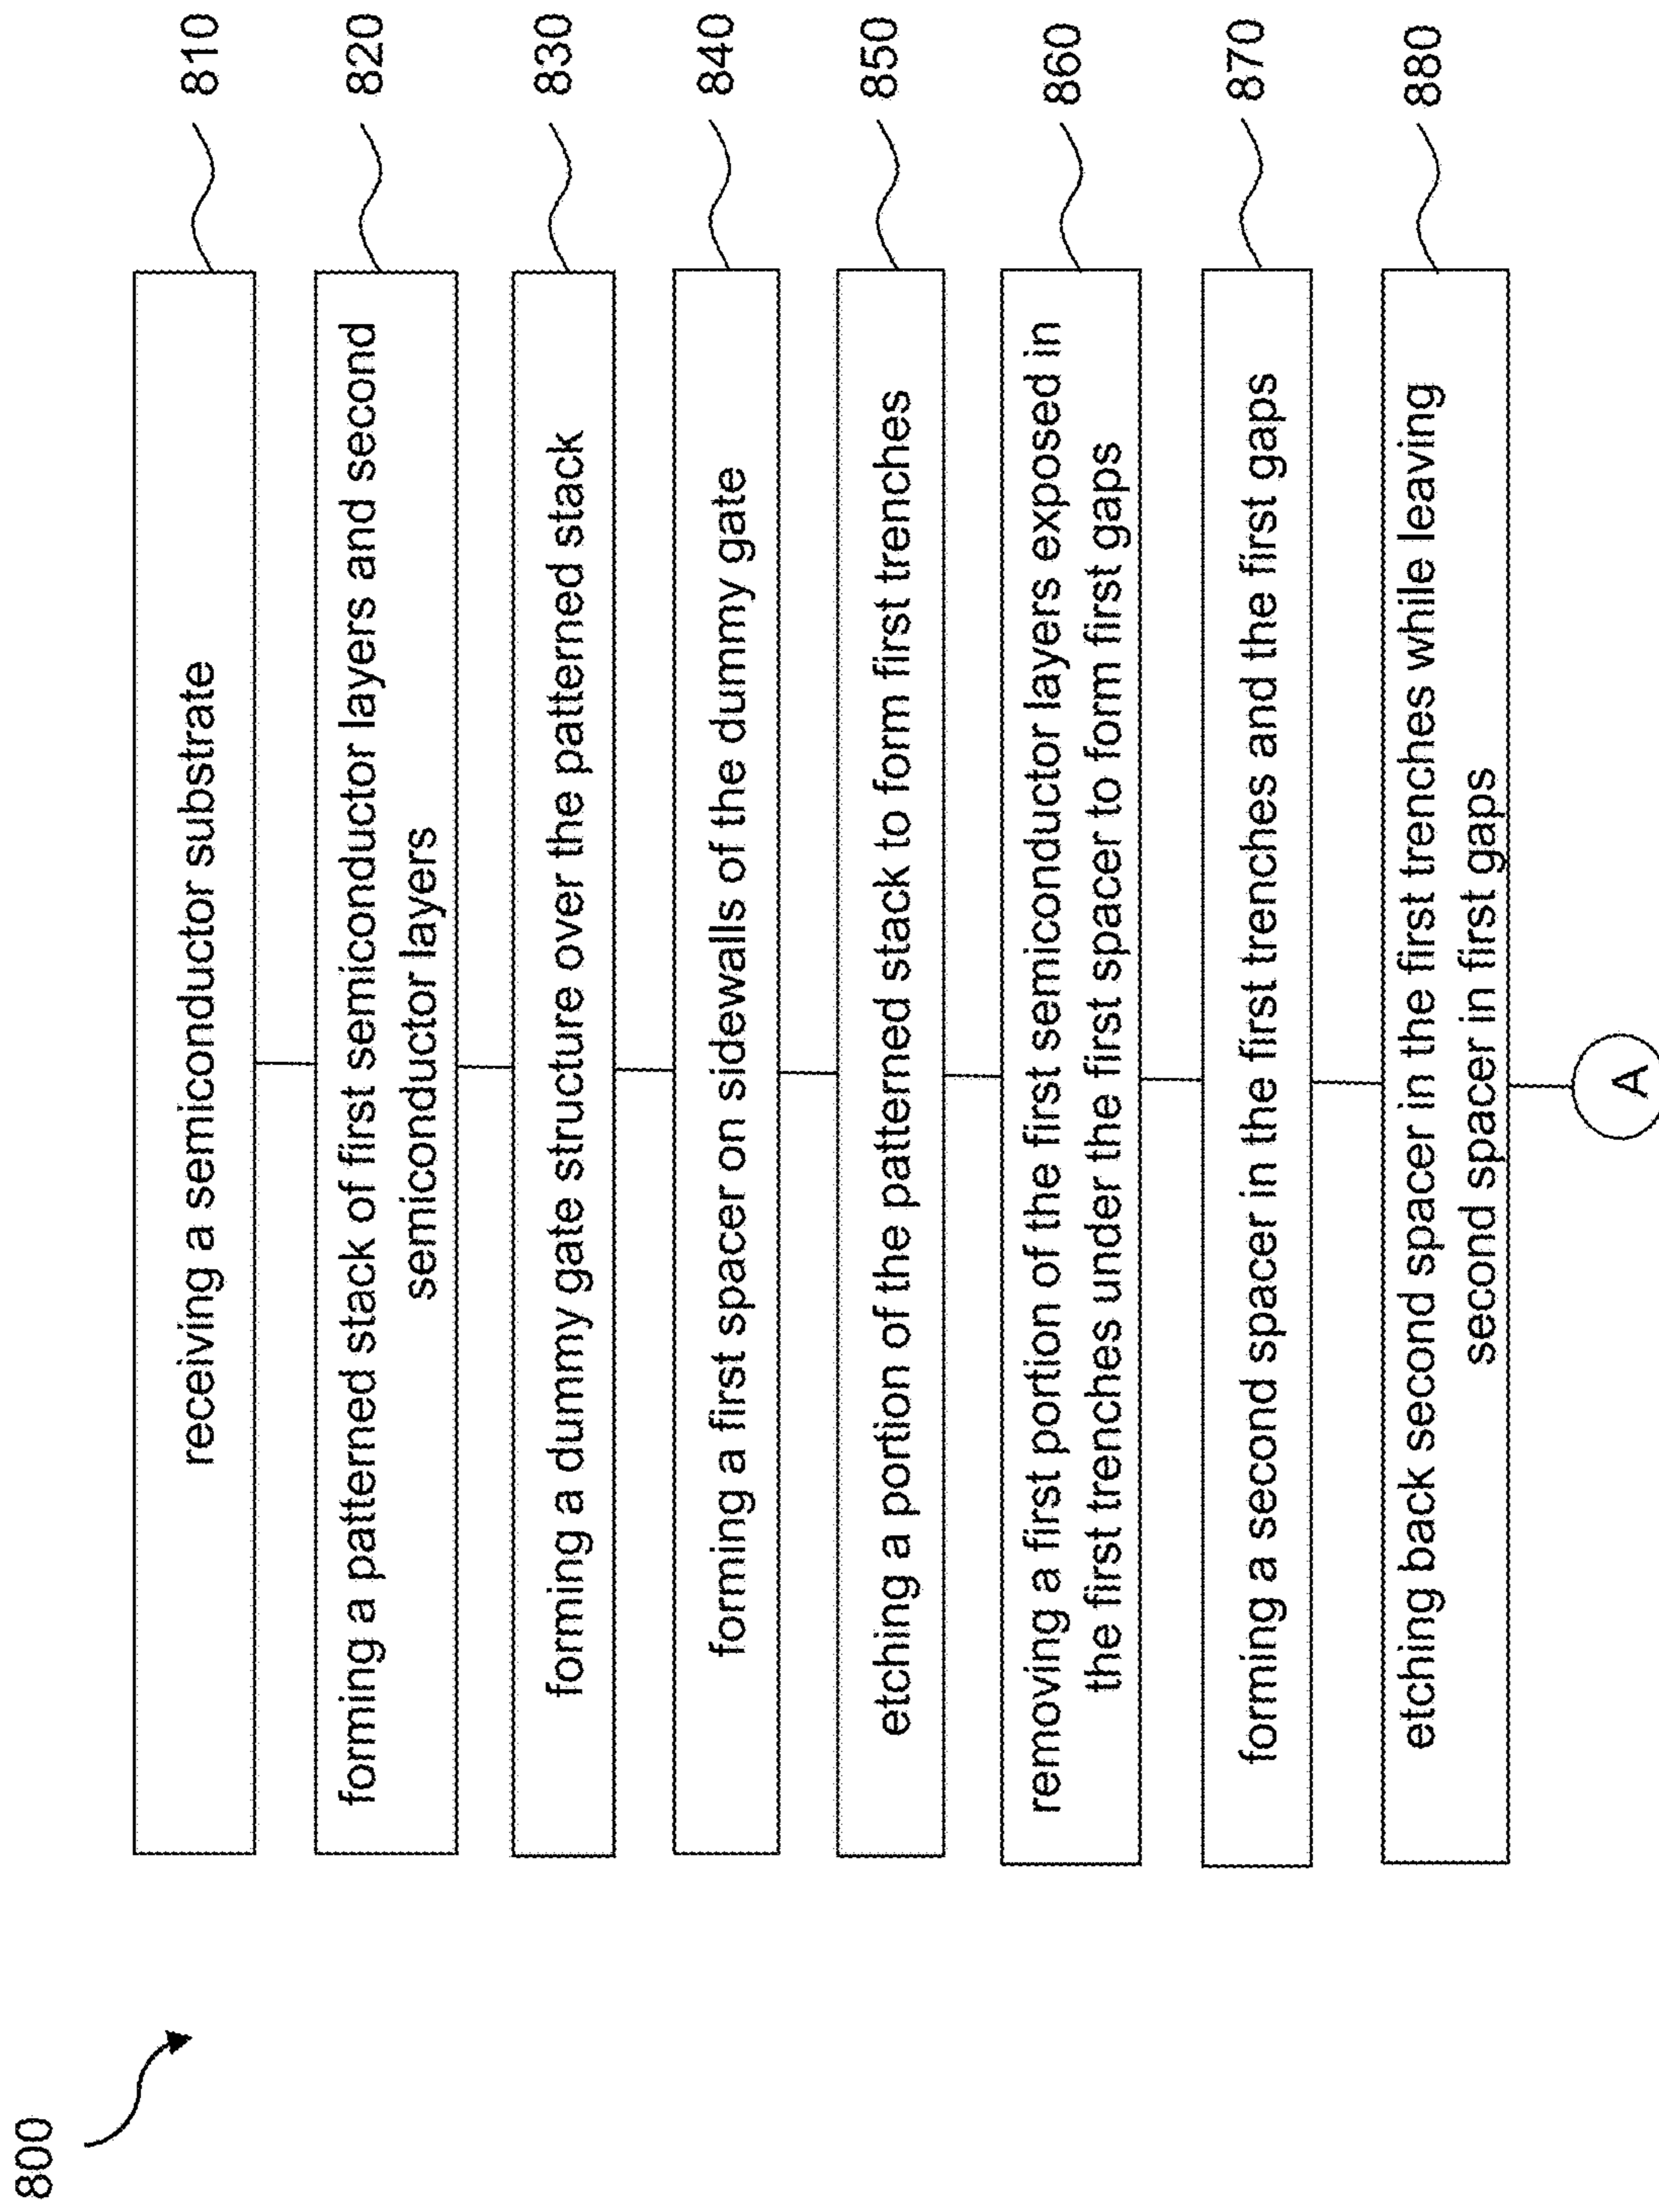 800
receiving a semiconductor substrate
810
forming a patterned stack of first semiconductor layers and second
semiconductor layers
820
forming a dummy gate structure over the patterned stack
830
forming a first spacer on sidewalls of the dummy gate
840
etching a portion of the patterned stack to form first trenches
850
removing a first portion of the first semiconductor layers exposed in
the first trenches under the first spacer to form first gaps
860
forming a second spacer in the first trenches and the first gaps
870
etching back second spacer in the first trenches while leaving
second spacer in first gaps
880
A